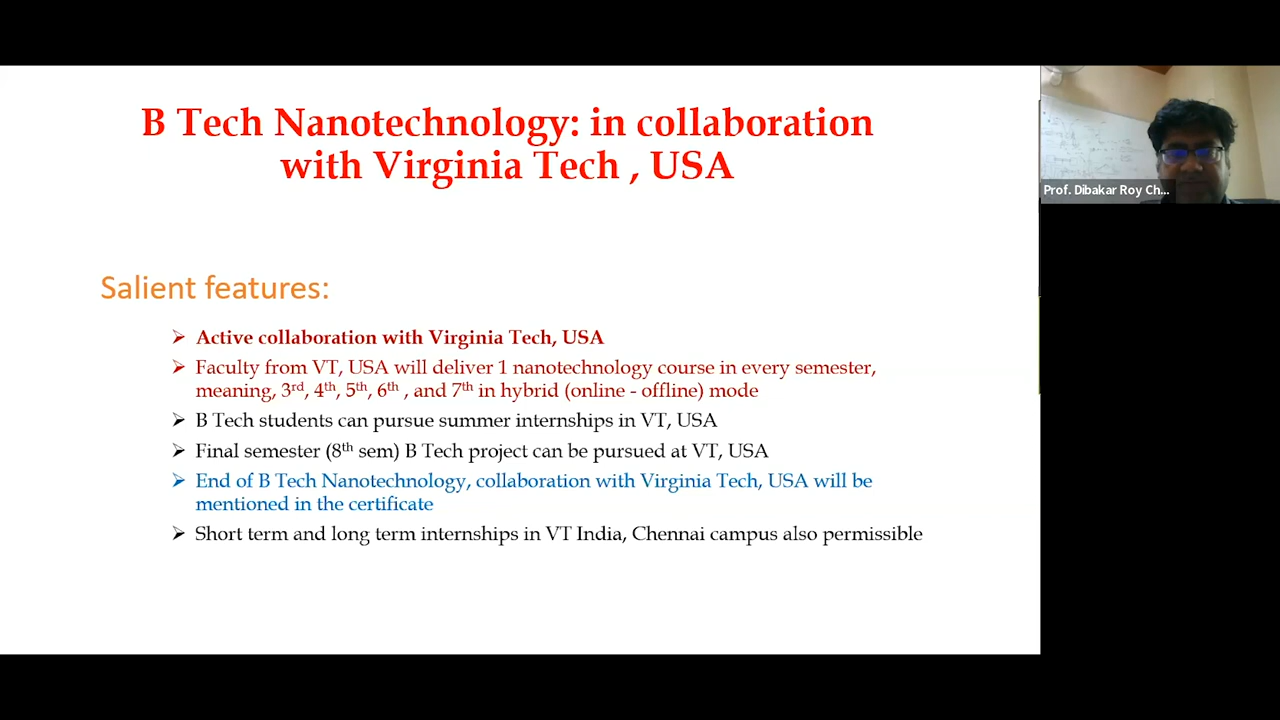 B Tech Nanotechnology: in collaboration
with Virginia Tech , USA
Prof. Dibakar Roy Ch...
Salient features:
Active collaboration with Virginia Tech, USA
Faculty from VT, USA will deliver 1 nanotechnology course in every semester,
meaning, 3rd, 4th, 5th, 6th , and 7th in hybrid (online - offline) mode
B Tech students can pursue summer internships in VT, USA
Final semester (8th sem) B Tech project can be pursued at VT, USA
End of B Tech Nanotechnology, collaboration with Virginia Tech, USA will be
mentioned in the certificate
Short term and long term internships in VT India, Chennai campus also permissible